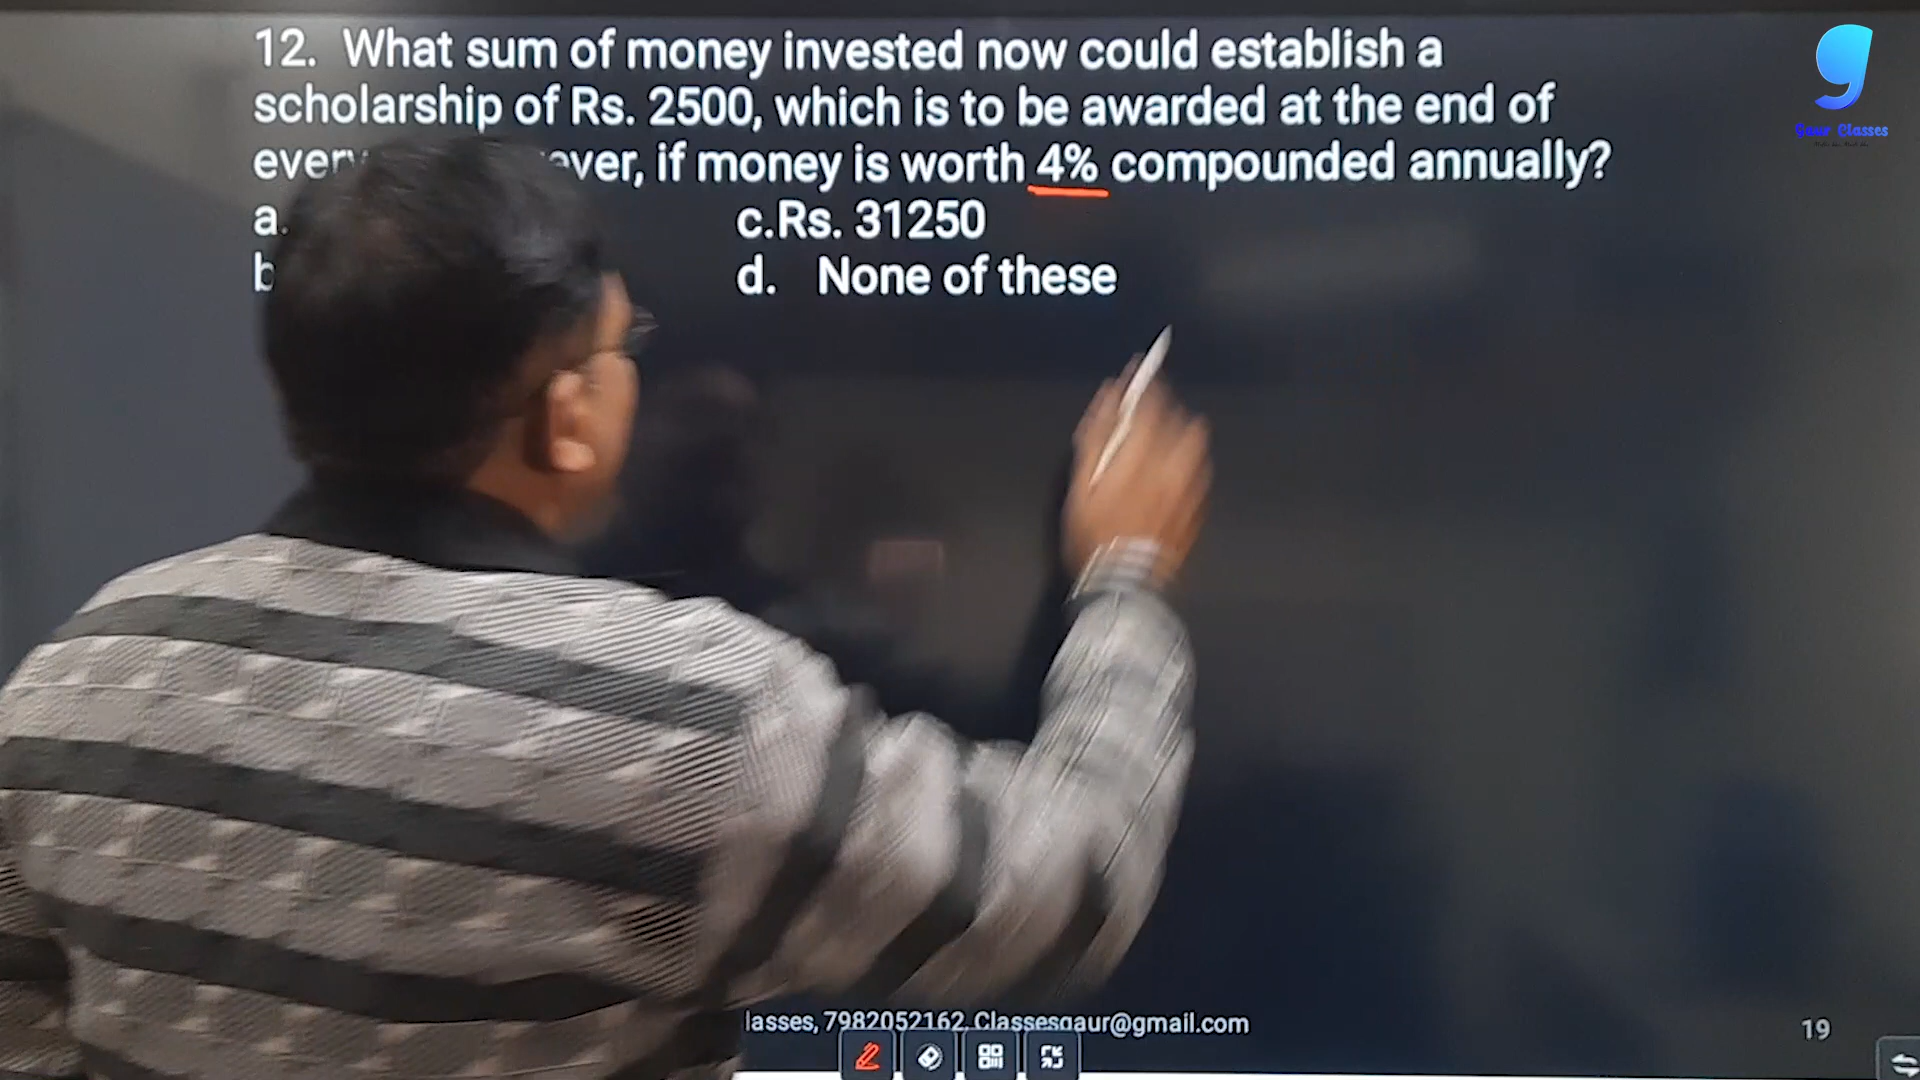 12. What sum of money invested now could establish a
scholarship of Rs. 2500, which is to be awarded at the end of
if money is worth 4% compounded annually?
a. c.Rs. 31250
d. None of these
7982052162, Classesgaur@gmail.com
19
Gaur Classes